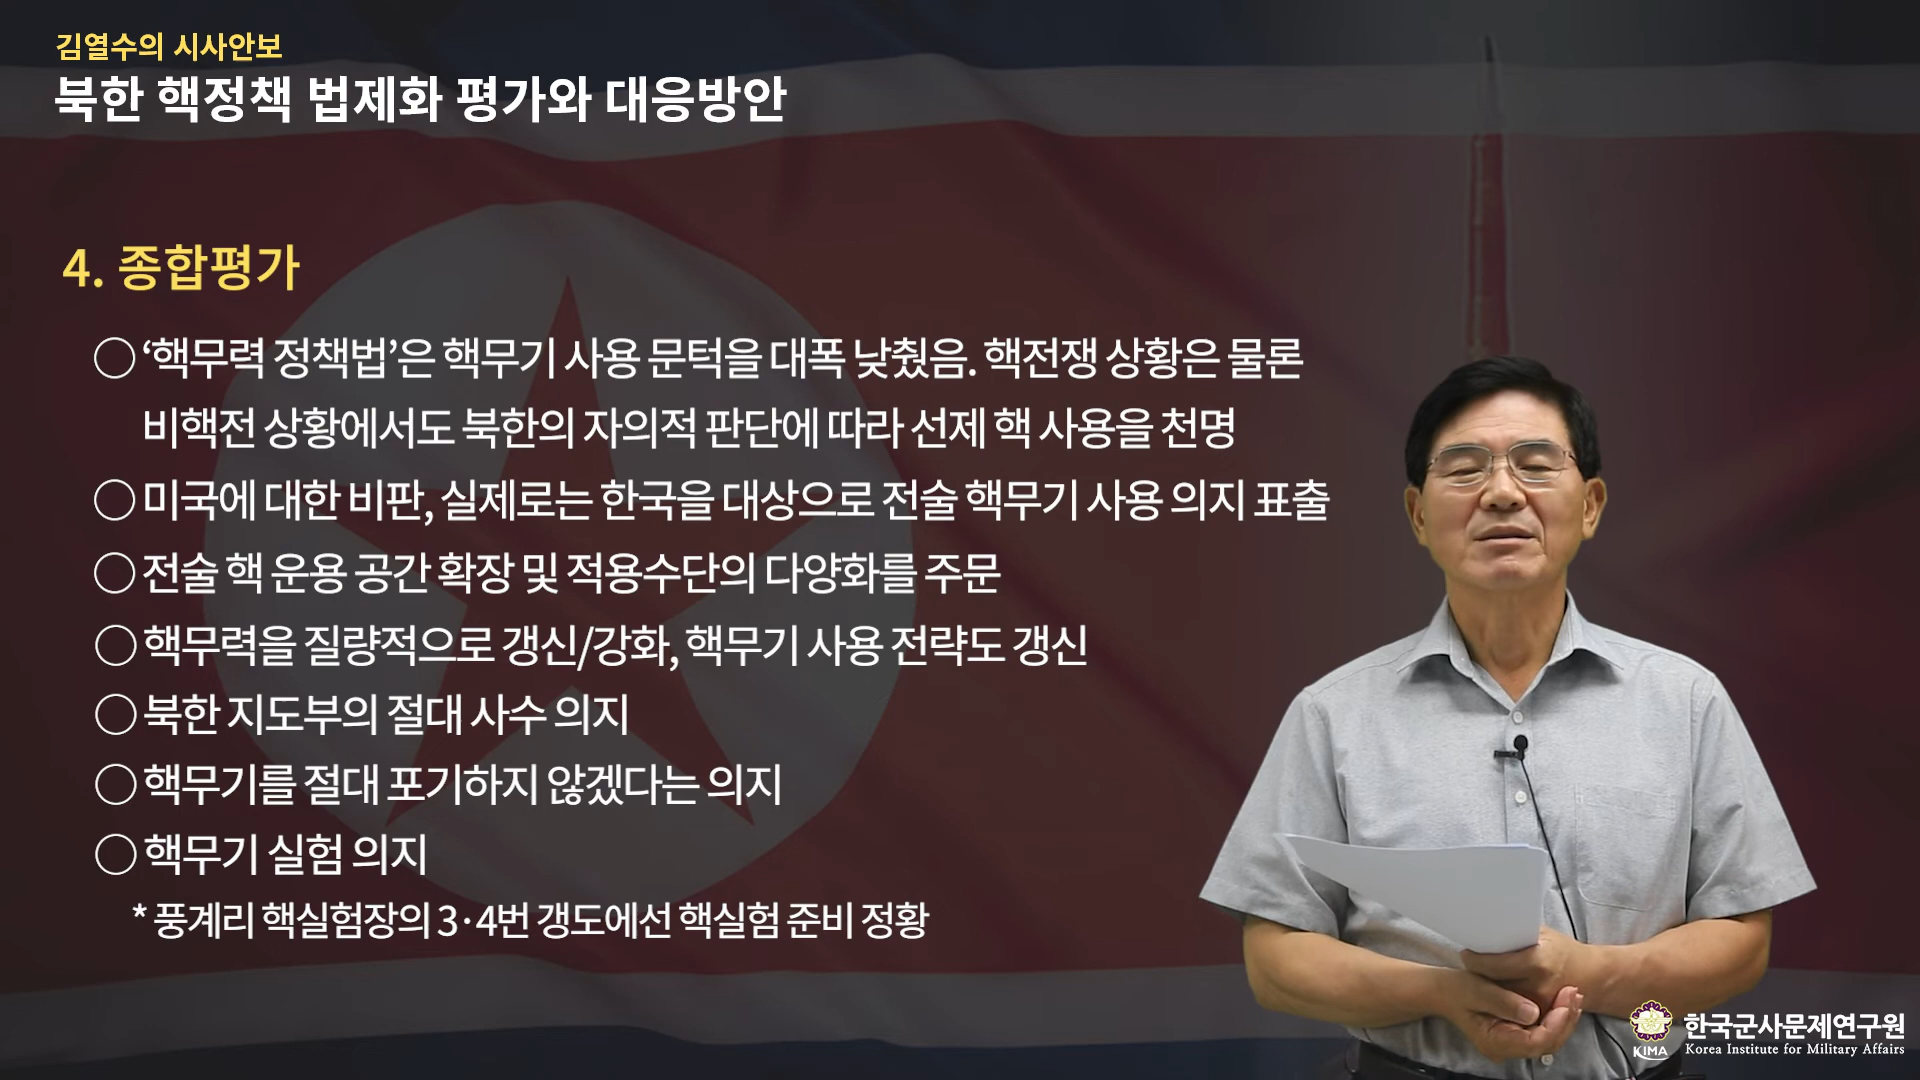 김열수의 시사안보
북한 핵정책 법제화 평가와 대응방안
4. 종합평가
○ ‘핵무력 정책법’은 핵무기 사용 문턱을 대폭 낮췄음. 핵전쟁 상황은 물론
비핵전 상황에서도 북한의 자의적 판단에 따라 선제 핵 사용을 천명
○ 미국에 대한 비판, 실제로는 한국을 대상으로 전술 핵무기 사용 의지 표출
○ 전술 핵 운용 공간 확장 및 적용수단의 다양화를 주문
○ 핵무력을 질량적으로 갱신/강화, 핵무기 사용 전략도 갱신
○ 북한 지도부의 절대 사수 의지
○ 핵무기를 절대 포기하지 않겠다는 의지
○ 핵무기 실험 의지
* 풍계리 핵실험장의 3·4번 갱도에선 핵실험 준비 정황
KIMA
한국군사문제연구원
Korea Institute for Military Affairs